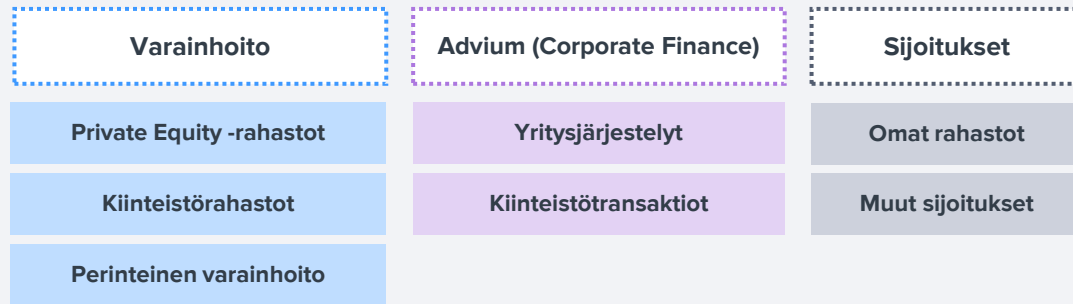 Varainhoito
Private Equity -rahastot
Kiinteistörahastot
Perinteinen varainhoito
Advium (Corporate Finance)
Yritysjärjestelyt
Kiinteistötransaktiot
Sijoitukset
Omat rahastot
Muut sijoitukset